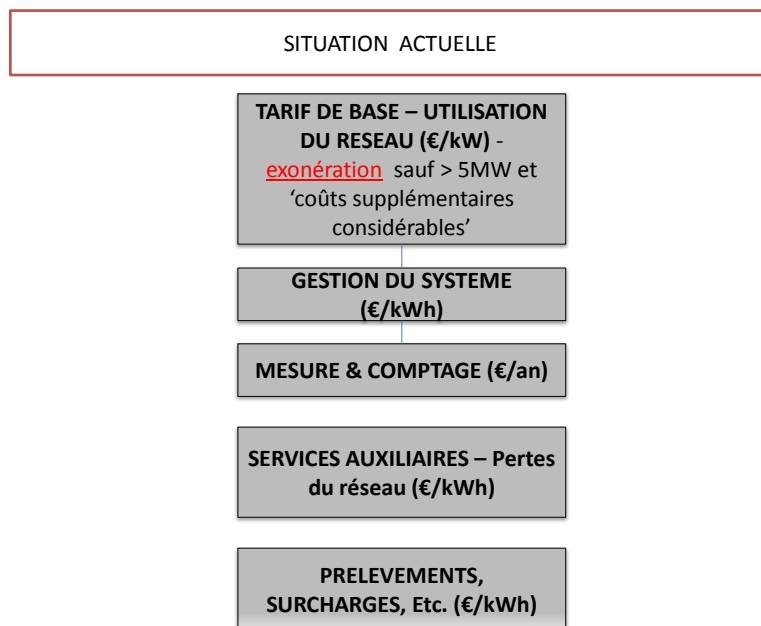 SITUATION ACTUELLE
TARIF DE BASE – UTILISATION
DU RESEAU (€/kW) -
exonération sauf > 5MW et
‘coûts supplémentaires
considérables’
GESTION DU SYSTEME
(€/kWh)
MESURE & COMPTAGE (€/an)
SERVICES AUXILIAIRES – Pertes
du réseau (€/kWh)
PRELEVEMENTS,
SURCHARGES, Etc. (€/kWh)